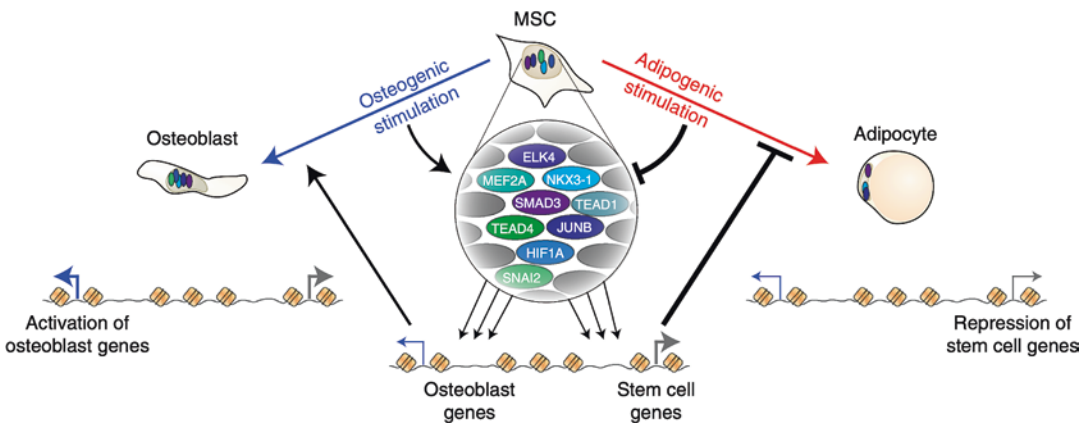 MSC
Osteogenic
stimulation
Adipogenic
stimulation
Osteoblast
Adipocyte
ELK4
MEF2A
NKX3-1
SMAD3
TEAD1
TEAD4
JUNB
HIF1A
SNAI2
Activation of
osteoblast genes
Osteoblast
genes
Stem cell
genes
Repression of
stem cell genes